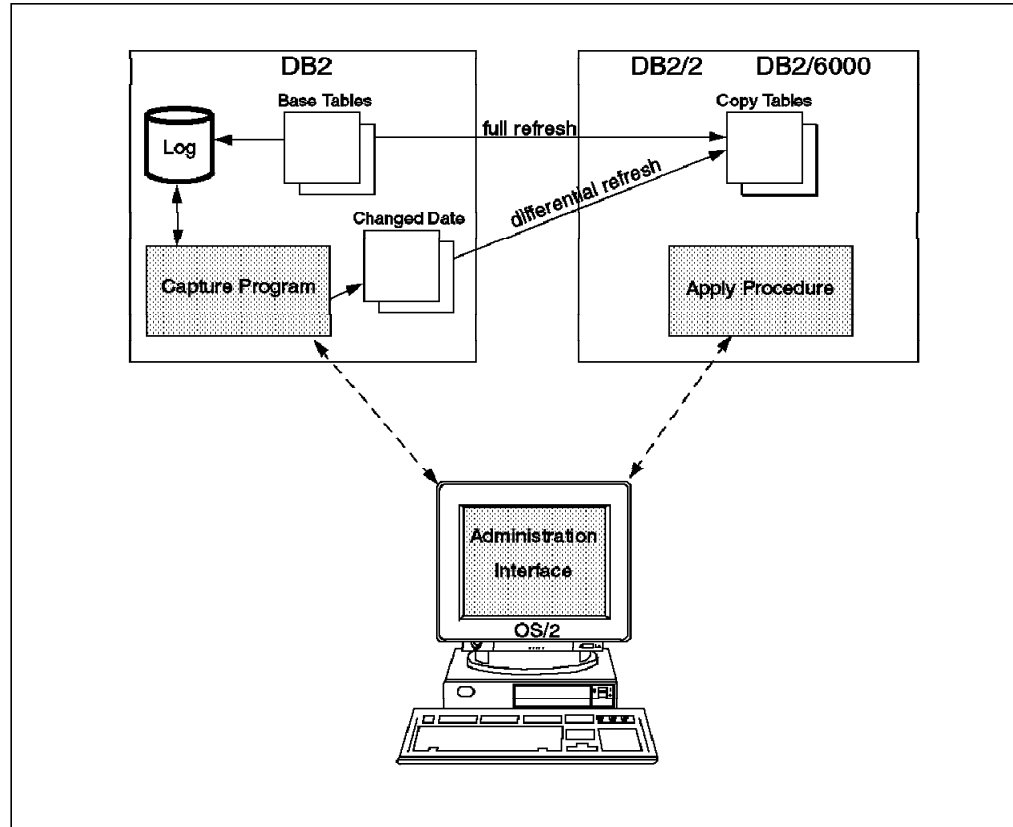 DB2
DB2/2 DB2/6000
Base Tables
Copy Tables
Log
full refresh
differential refresh
Changed Date
Capture Program
Apply Procedure
Administration
Interface
OS/2